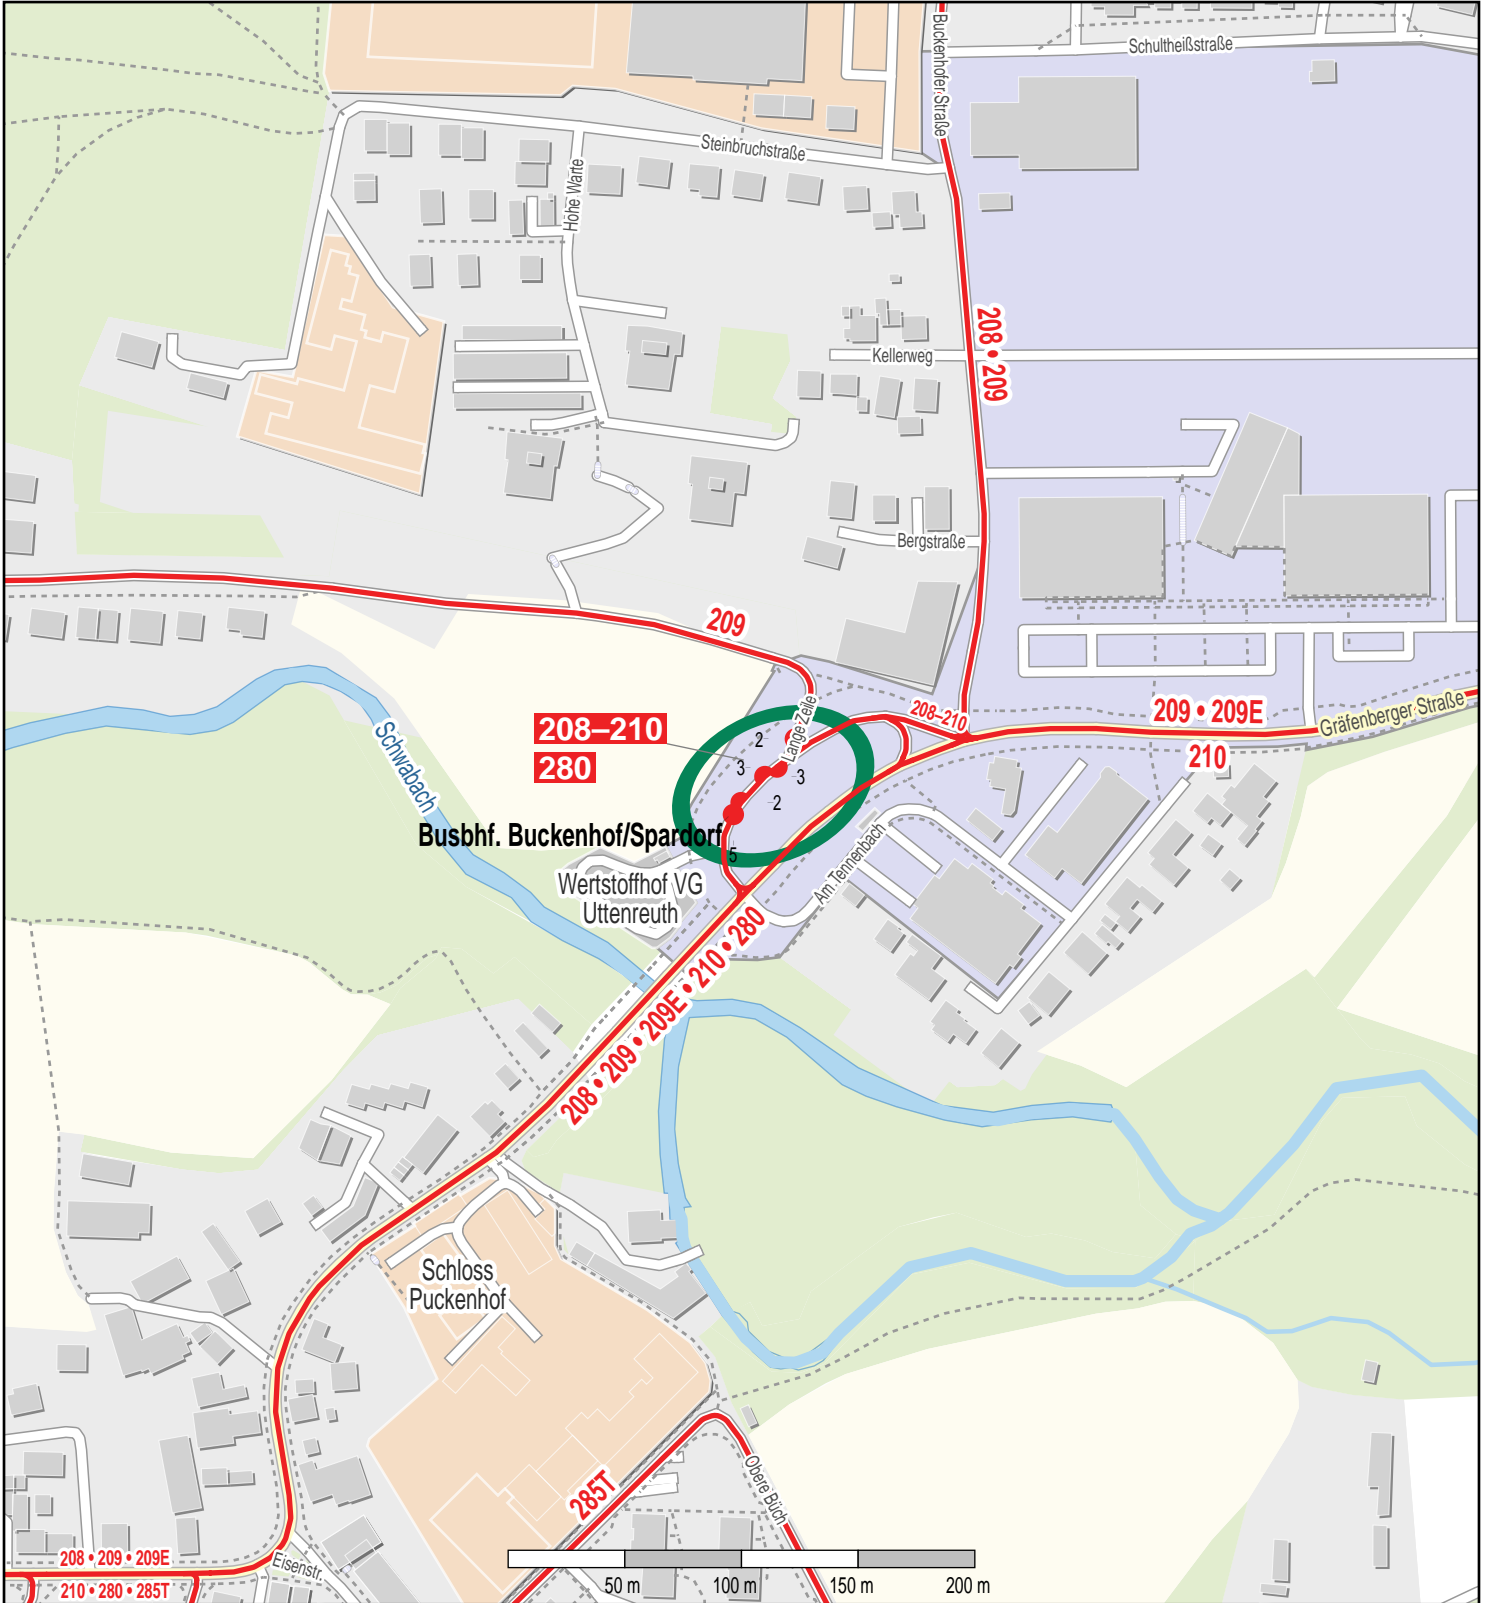 Buckenhofer Straße
Schultheißstraße
Steinbruchstraße
Hohe Warte
208 • 209
Kellerweg
Bergstraße
209
Lange Zeile
208–210
209 • 209E
Gräfenberger Straße
210
208–210
280
2
3
3
2
5
Schwabach
Busbhf. Buckenhof/Spardorf
Am Tennenbach
Wertstoffhof VG
Uttenreuth
208 • 209 • 209E • 210 • 280
Schloss
Puckenhof
285T
Obere Büch
208 • 209 • 209E
210 • 280 • 285T
Eisenstr.
50 m
100 m
150 m
200 m